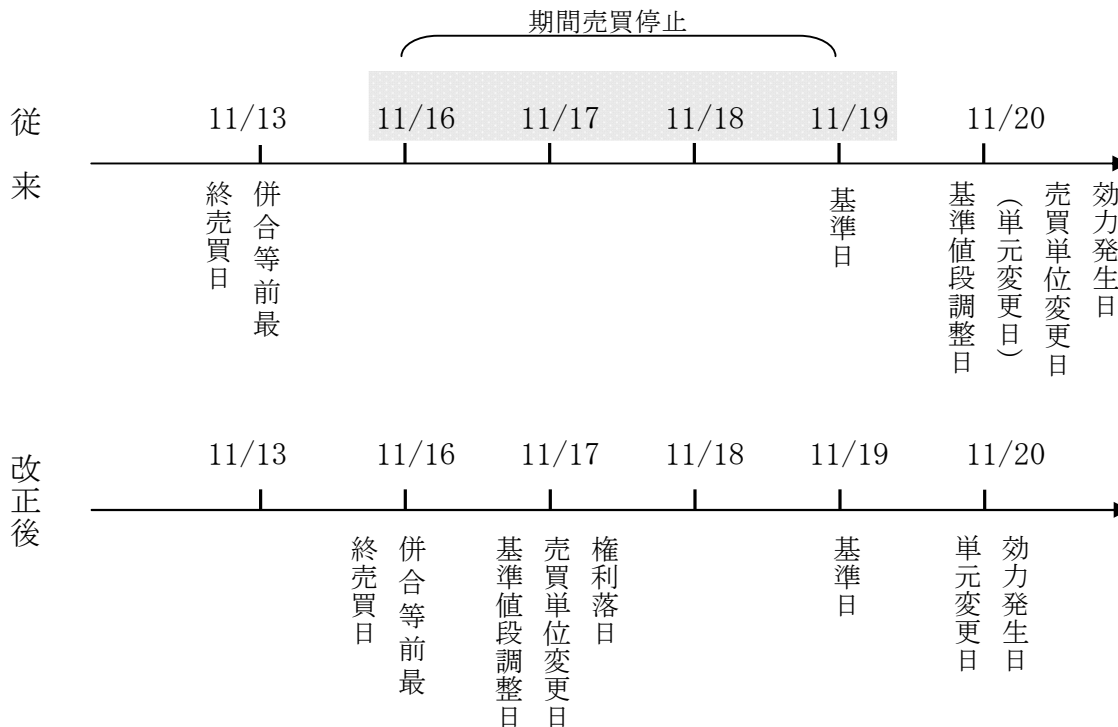 期間売買停止
従来
11/13 11/16 11/17 11/18 11/19 11/20
併合等前最
終売買日
基準日
効力発生日
売買単位変更日
(単元変更日)
基準値段調整日
改正後
11/13 11/16 11/17 11/18 11/19 11/20
併合等前最
終売買日
権利落日
売買単位変更日
基準値段調整日
基準日
効力発生日
単元変更日